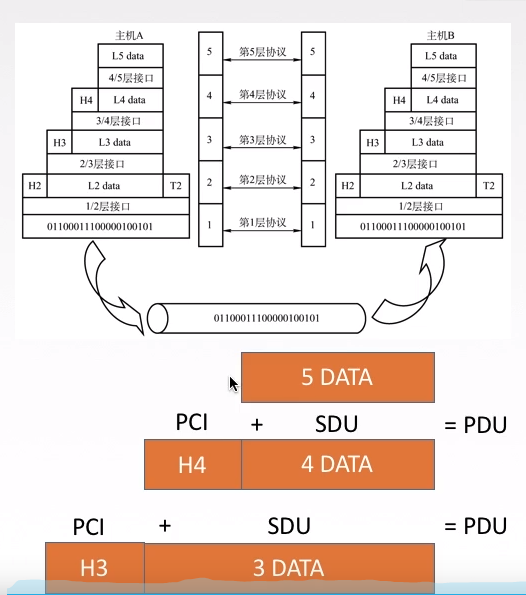 主机A
主机B
L5 data
5
第5层协议
5
L5 data
4/5层接口
4/5层接口
H4
L4 data
4
第4层协议
4
H4
L4 data
3/4层接口
3/4层接口
H3
L3 data
3
第3层协议
3
H3
L3 data
2/3层接口
2/3层接口
H2
L2 data
T2
2
第2层协议
2
H2
L2 data
T2
1/2层接口
1/2层接口
01100011100000100101
1
第1层协议
1
01100011100000100101
01100011100000100101
5 DATA
PCI + SDU = PDU
H4
4 DATA
PCI + SDU = PDU
H3
3 DATA